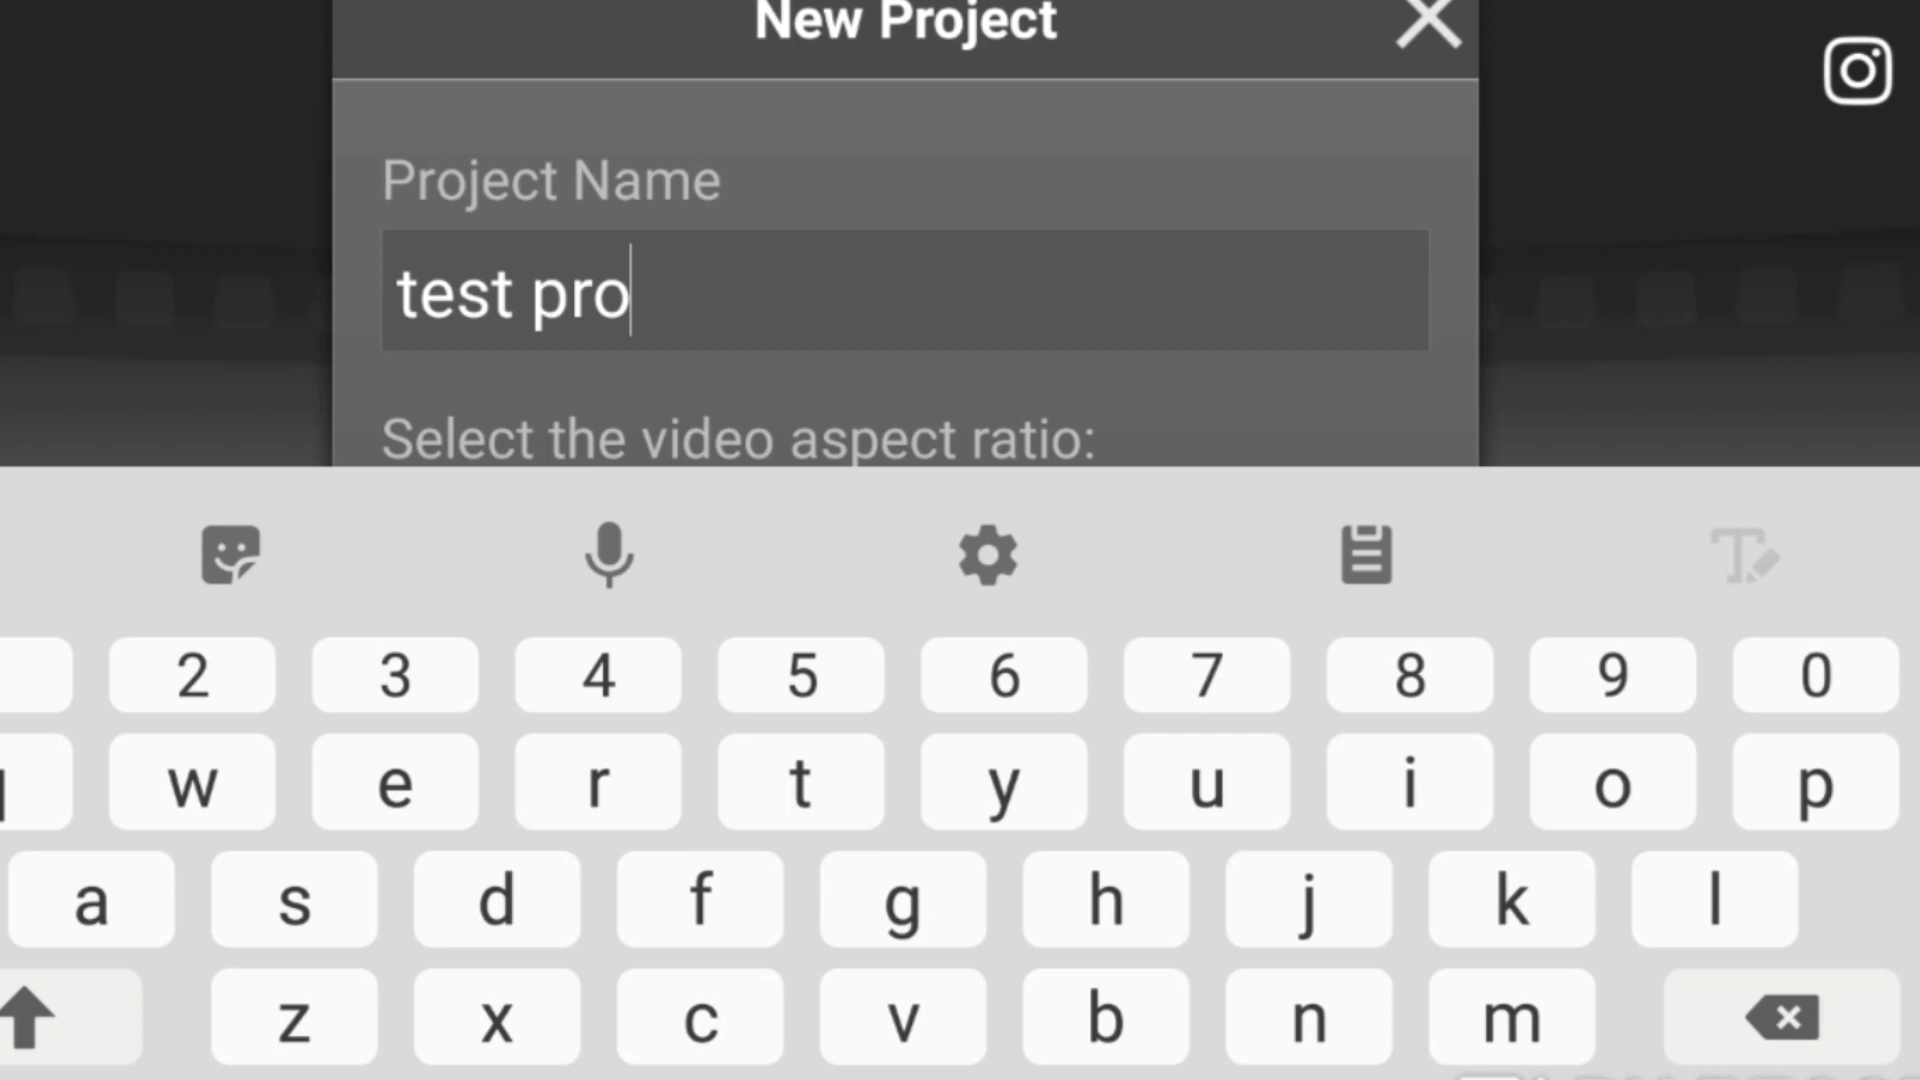 New Project
Project Name
test pro
Select the video aspect ratio:
2 3 4 5 6 7 8 9 0
w e r t y u i o p
a s d f g h j k l
z x c v b n m